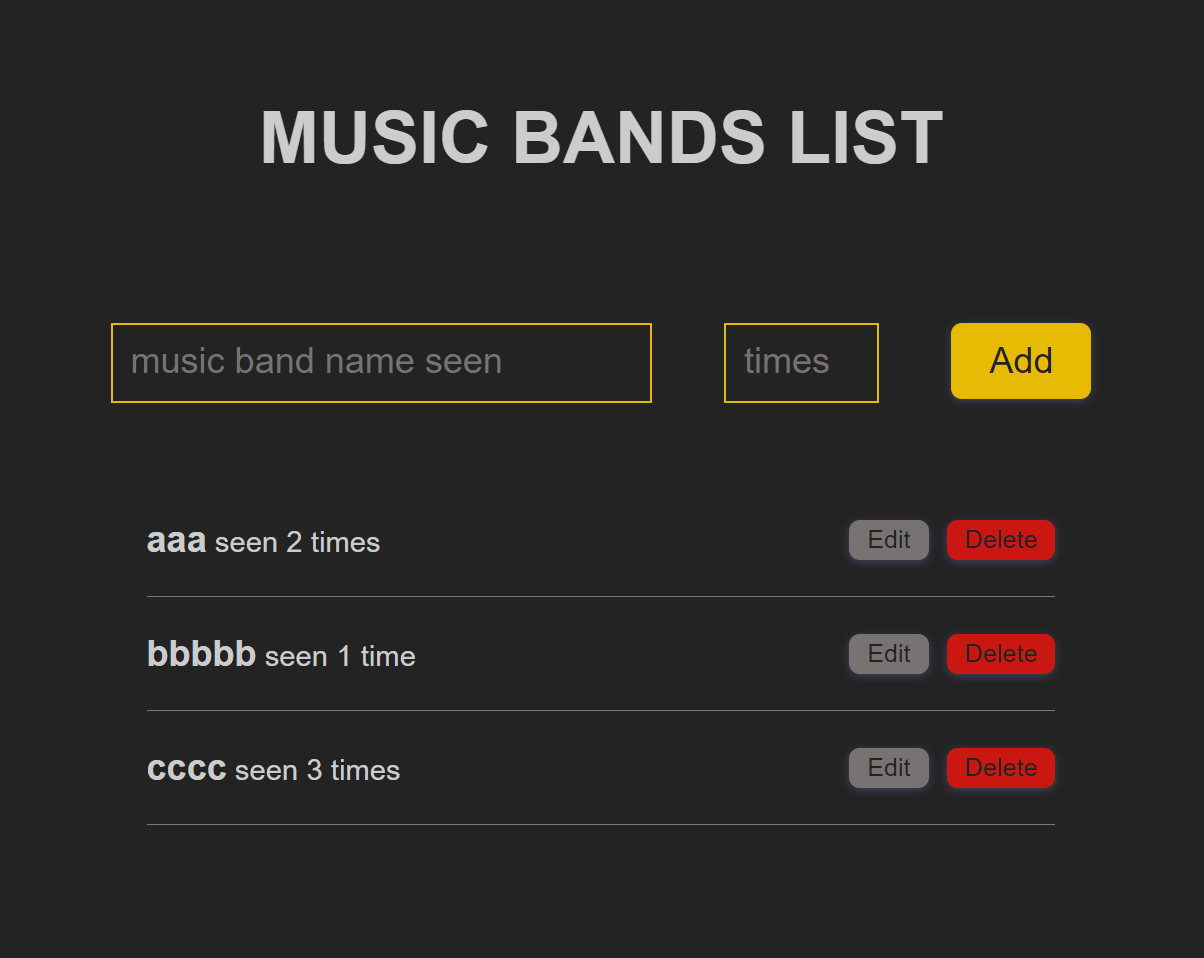 MUSIC BANDS LIST
music band name seen times Add
aaa seen 2 times Edit Delete
bbbbb seen 1 time Edit Delete
cccc seen 3 times Edit Delete